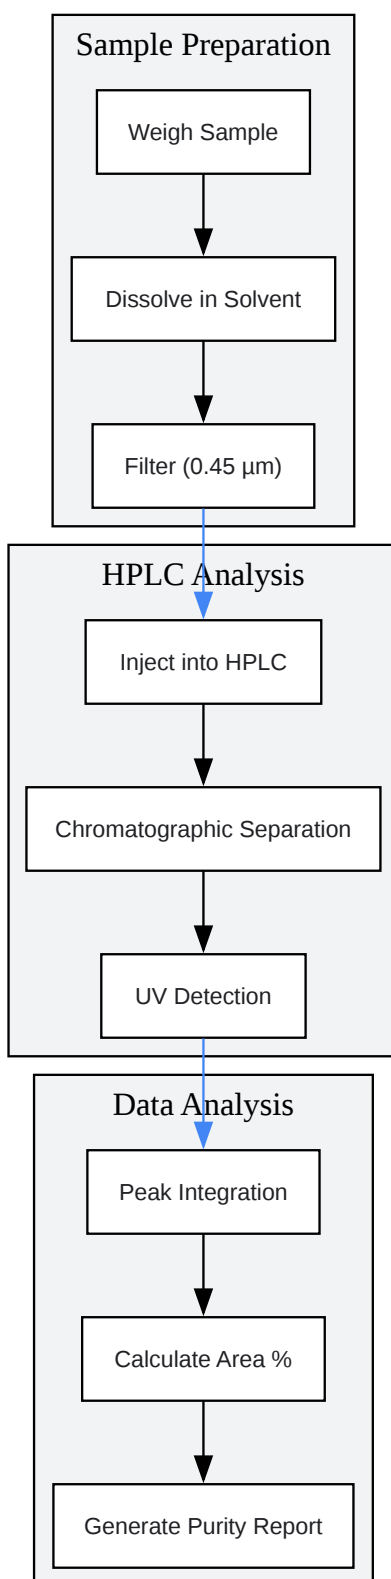 Sample Preparation
Weigh Sample
Dissolve in Solvent
Filter (0.45 µm)
HPLC Analysis
Inject into HPLC
Chromatographic Separation
UV Detection
Data Analysis
Peak Integration
Calculate Area %
Generate Purity Report